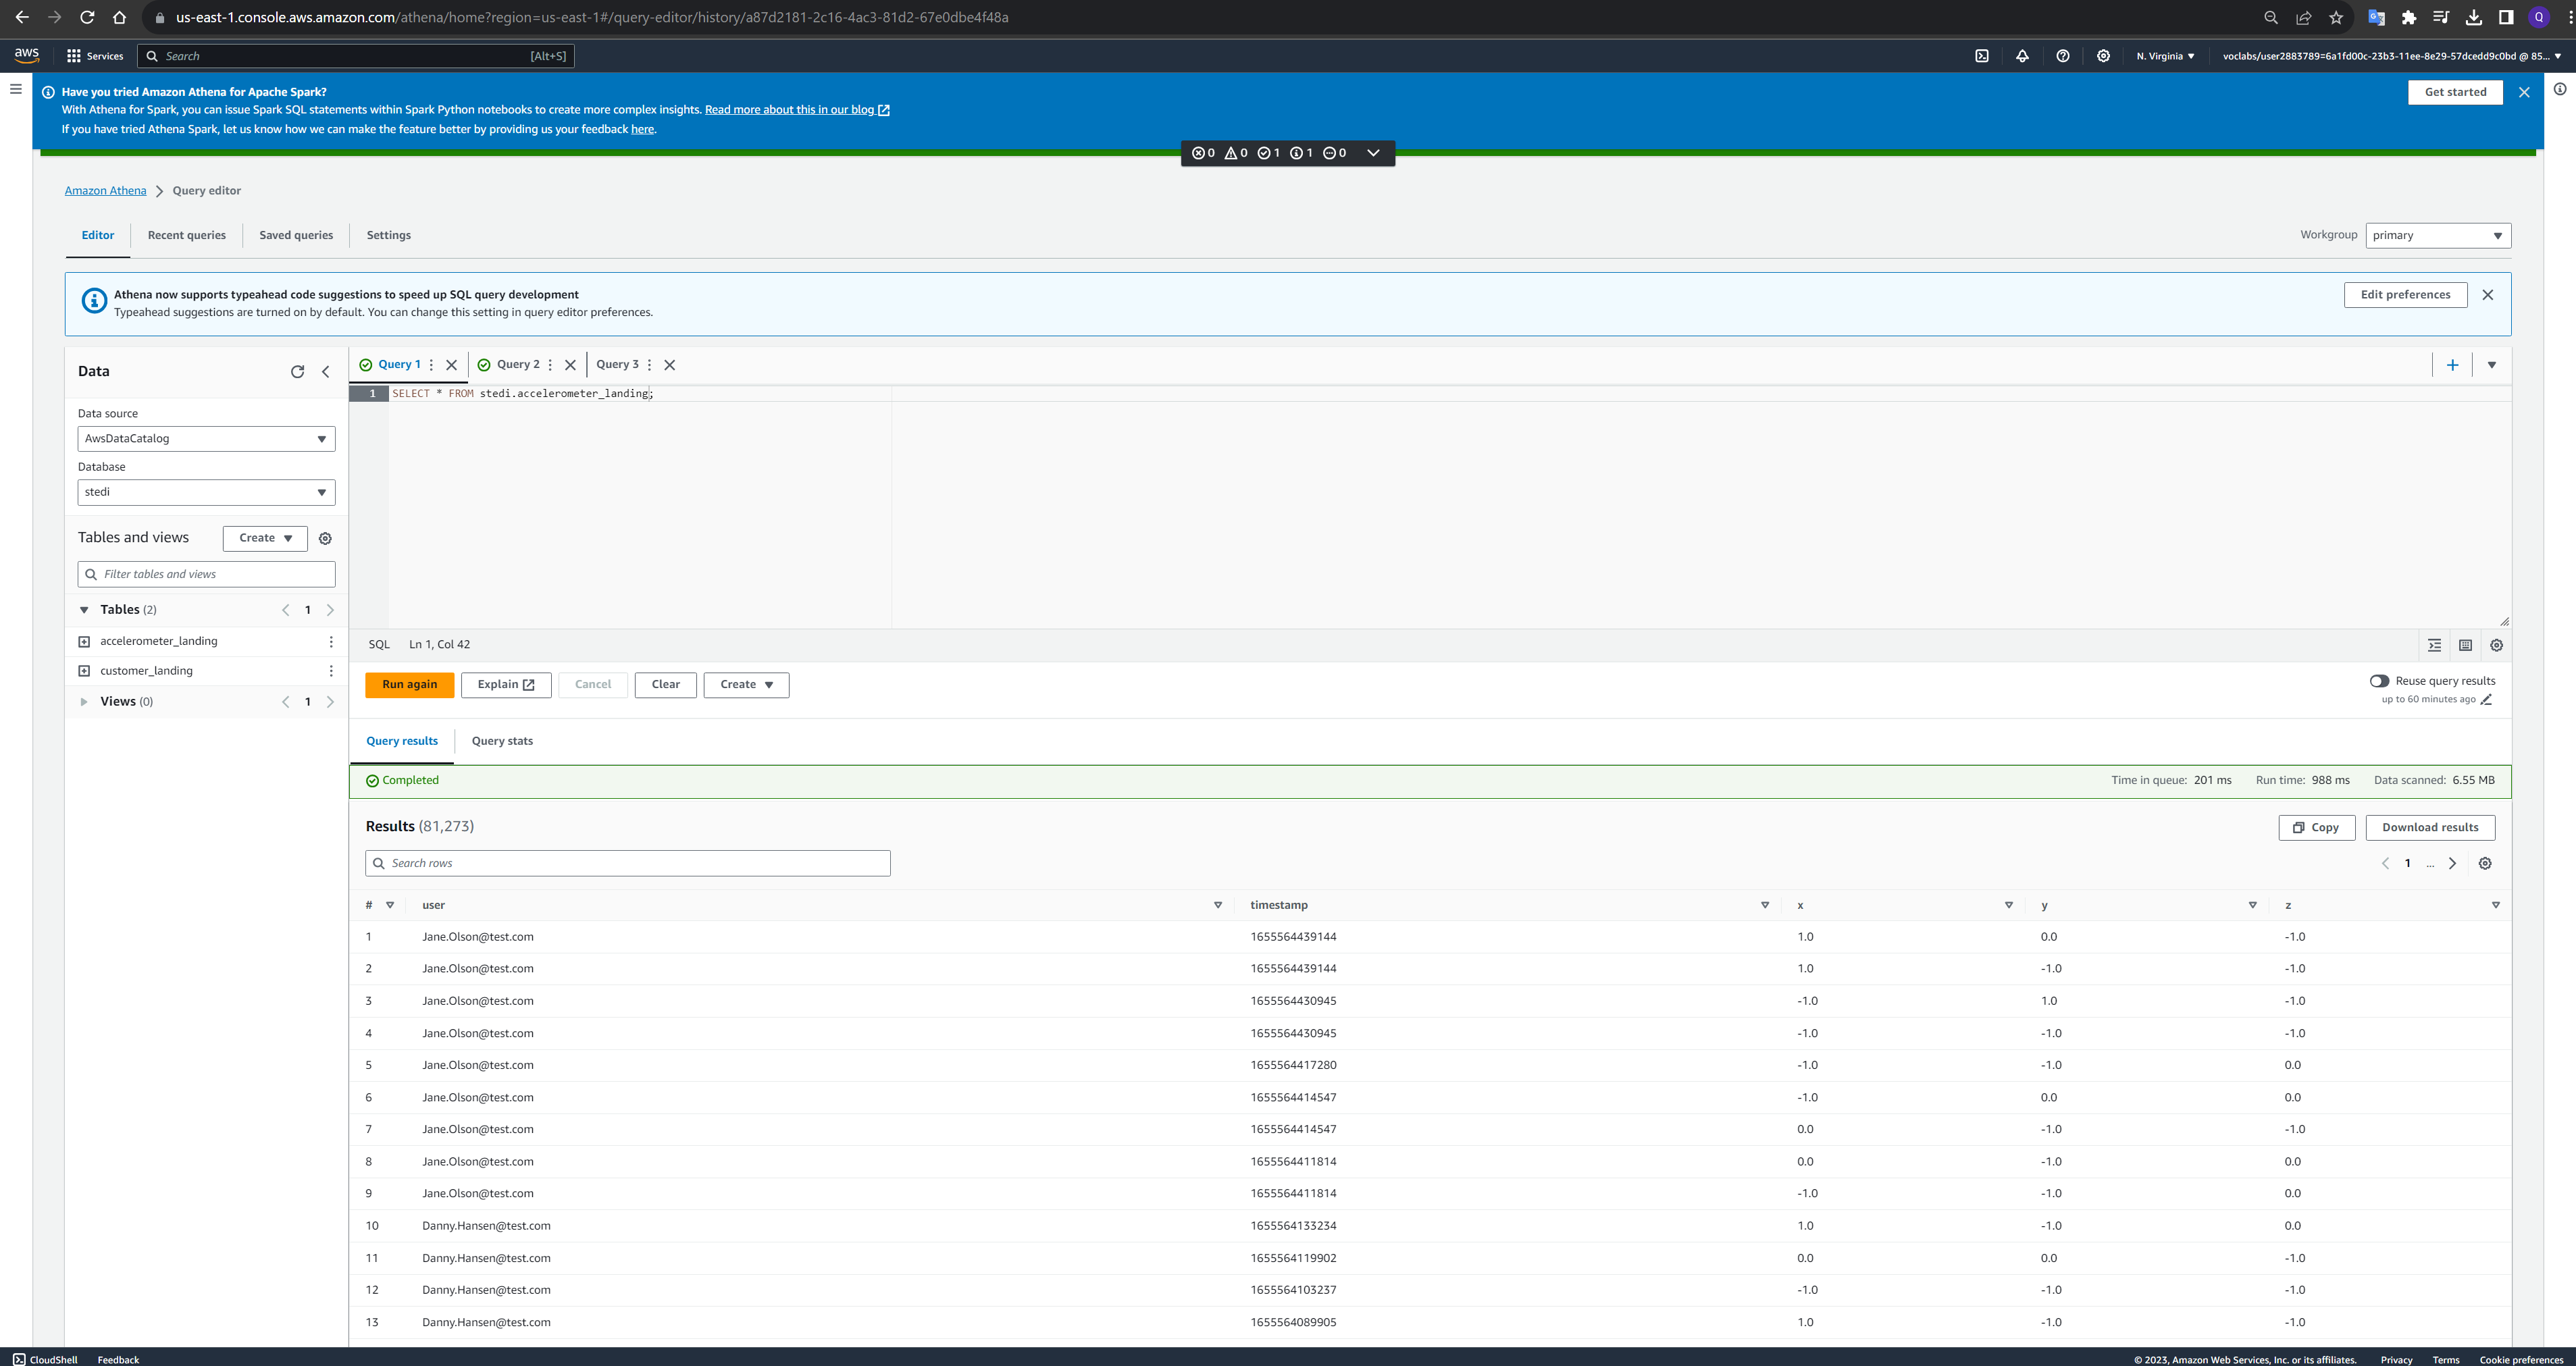 us-east-1.console.aws.amazon.com/athena/home?region=us-east-1#/query-editor/history/a87d2181-2c16-4ac3-81d2-67e0dbe4f48a
Q
aws Services Search [Alt+S] N. Virginia voclabs/user2883789=6a1fd00c-23b3-11ee-8e29-57dcedd9c0bd @ 85...
Have you tried Amazon Athena for Apache Spark? Get started
With Athena for Spark, you can issue Spark SQL statements within Spark Python notebooks to create more complex insights. Read more about this in our blog
If you have tried Athena Spark, let us know how we can make the feature better by providing us your feedback here.
0 0 1 1 0
Amazon Athena Query editor
Editor Recent queries Saved queries Settings Workgroup primary
Athena now supports typeahead code suggestions to speed up SQL query development Edit preferences
Typeahead suggestions are turned on by default. You can change this setting in query editor preferences.
Data
Data source
AwsDataCatalog
Database
stedi
Tables and views Create
Filter tables and views
Tables (2) 1
accelerometer_landing
customer_landing
Views (0) 1
Query 1 Query 2 Query 3
1 SELECT * FROM stedi.accelerometer_landing;
SQL Ln 1, Col 42
Run again Explain Cancel Clear Create Reuse query results
up to 60 minutes ago
Query results Query stats
Completed Time in queue: 201 ms Run time: 988 ms Data scanned: 6.55 MB
Results (81,273) Copy Download results
Search rows 1 ...
# user timestamp x y z
1 Jane.Olson@test.com 1655564439144 1.0 0.0 -1.0
2 Jane.Olson@test.com 1655564439144 1.0 -1.0 -1.0
3 Jane.Olson@test.com 1655564430945 -1.0 1.0 -1.0
4 Jane.Olson@test.com 1655564430945 -1.0 -1.0 -1.0
5 Jane.Olson@test.com 1655564417280 -1.0 -1.0 0.0
6 Jane.Olson@test.com 1655564414547 -1.0 0.0 0.0
7 Jane.Olson@test.com 1655564414547 0.0 -1.0 -1.0
8 Jane.Olson@test.com 1655564411814 0.0 -1.0 0.0
9 Jane.Olson@test.com 1655564411814 -1.0 -1.0 0.0
10 Danny.Hansen@test.com 1655564133234 1.0 -1.0 0.0
11 Danny.Hansen@test.com 1655564119902 0.0 0.0 -1.0
12 Danny.Hansen@test.com 1655564103237 -1.0 -1.0 -1.0
13 Danny.Hansen@test.com 1655564089905 1.0 -1.0 -1.0
CloudShell Feedback © 2023, Amazon Web Services, Inc. or its affiliates. Privacy Terms Cookie preferences